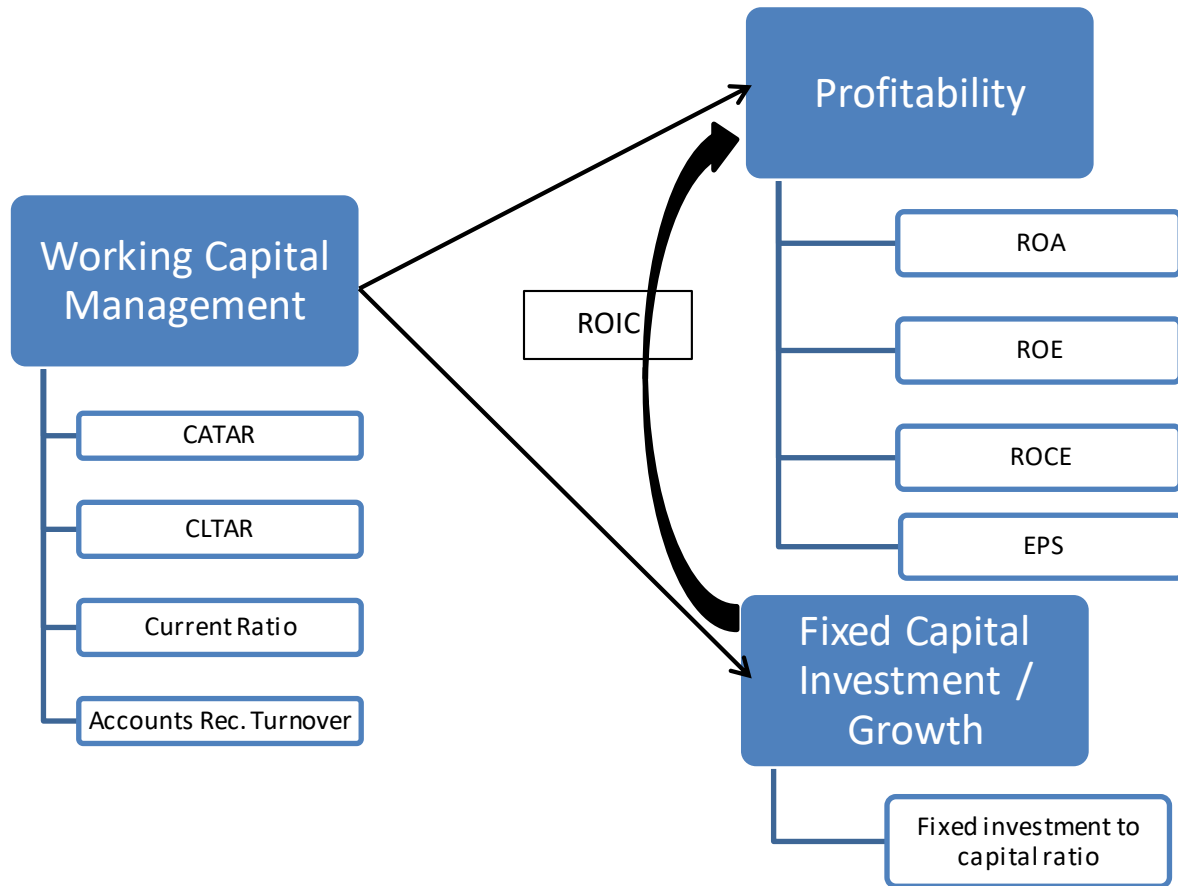 Profitability
ROA
ROE
ROCE
EPS
Working Capital
Management
CATAR
CLTAR
Current Ratio
Accounts Rec. Turnover
ROIC
Fixed Capital
Investment /
Growth
Fixed investment to
capital ratio